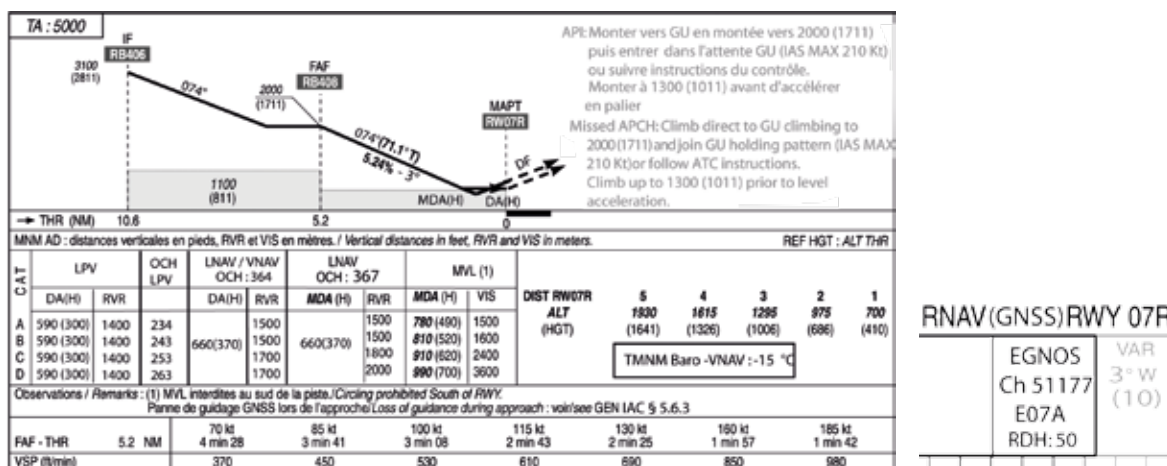 TA : 5000
IF
RB406
3100
(2811)
074°
2000
(1711)
FAF
RB408
074°(71.1°T)
5.24% - 3°
MAPT
RW07R
DF
1100
(811)
MDA(H)
DA(H)
API: Monter vers GU en montée vers 2000 (1711)
puis entrer dans l'attente GU (IAS MAX 210 Kt)
ou suivre instructions du contrôle.
Monter à 1300 (1011) avant d'accélérer
en palier
Missed APCH: Climb direct to GU climbing to
2000(1711) and join GU holding pattern (IAS MAX
210 Kt)or follow ATC instructions.
Climb up to 1300 (1011) prior to level
acceleration.
THR (NM) 10.6 5.2 0
MNM AD : distances verticales en pieds, RVR et VIS en mètres. / Vertical distances in feet, RVR and VIS in meters. REF HGT : ALT THR
CAT
LPV OCH LPV LNAV / VNAV OCH : 364 LNAV OCH : 367 MVL (1)
DA(H) RVR DA(H) RVR MDA (H) RVR MDA (H) VIS
A 590 (300) 1400 234 660(370) 1500 660(370) 1500 780 (490) 1500
B 590 (300) 1400 243 1500 1500 810 (520) 1600
C 590 (300) 1400 253 1700 1800 910 (620) 2400
D 590 (300) 1400 263 1700 2000 990 (700) 3600
DIST RW07R 5 4 3 2 1
ALT 1930 1615 1295 975 700
(HGT) (1641) (1326) (1006) (686) (410)
TMNM Baro -VNAV : -15 °C
Observations / Remarks : (1) MVL interdites au sud de la piste./Circling prohibited South of RWY.
Panne de guidage GNSS lors de l'approche/Loss of guidance during approach : voir/see GEN IAC § 5.6.3
70 kt 85 kt 100 kt 115 kt 130 kt 160 kt 185 kt
FAF - THR 5.2 NM 4 min 28 3 min 41 3 min 08 2 min 43 2 min 25 1 min 57 1 min 42
VSP (ft/min) 370 450 530 610 690 850 980
RNAV(GNSS)RWY 07R
EGNOS
Ch 51177
E07A
RDH: 50
VAR
3° W
(10)